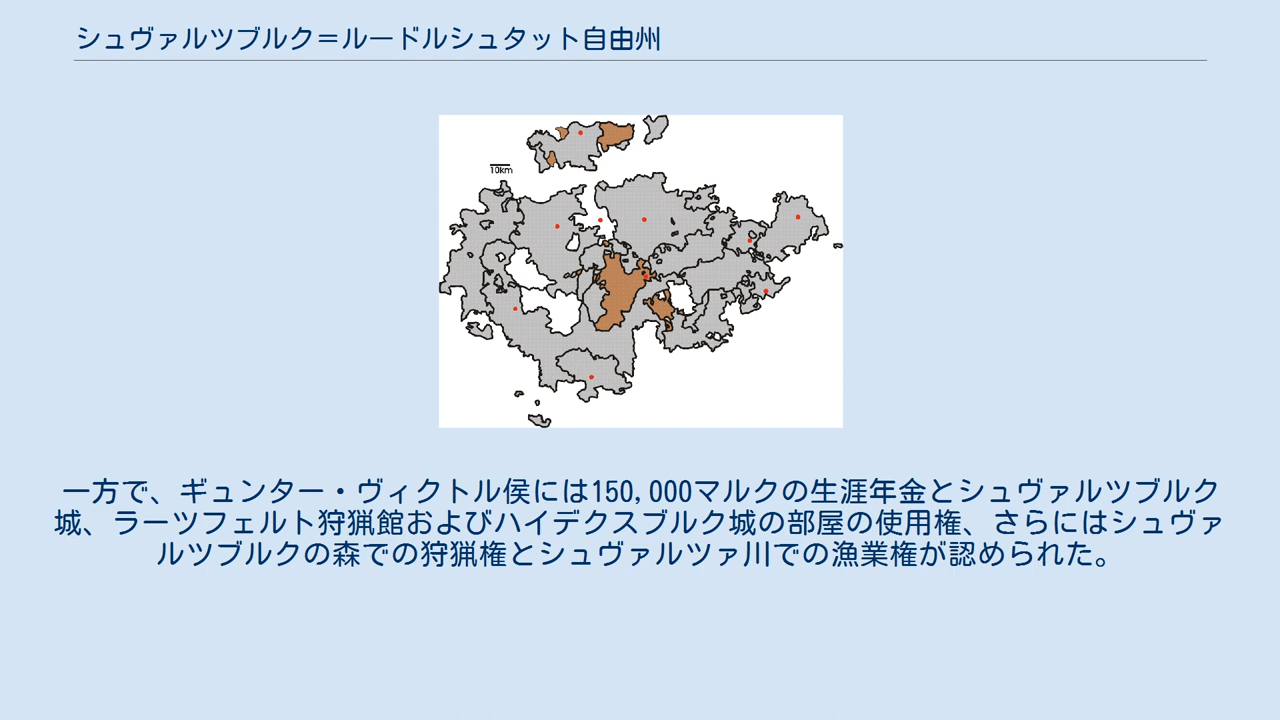 シュヴァルツブルク＝ルードルシュタット自由州
10km
一方で、ギュンター・ヴィクトル侯には150,000マルクの生涯年金とシュヴァルツブルク
城、ラーツフェルト狩猟館およびハイデクスブルク城の部屋の使用権、さらにはシュヴァ
ルツブルクの森での狩猟権とシュヴァルツァ川での漁業権が認められた。